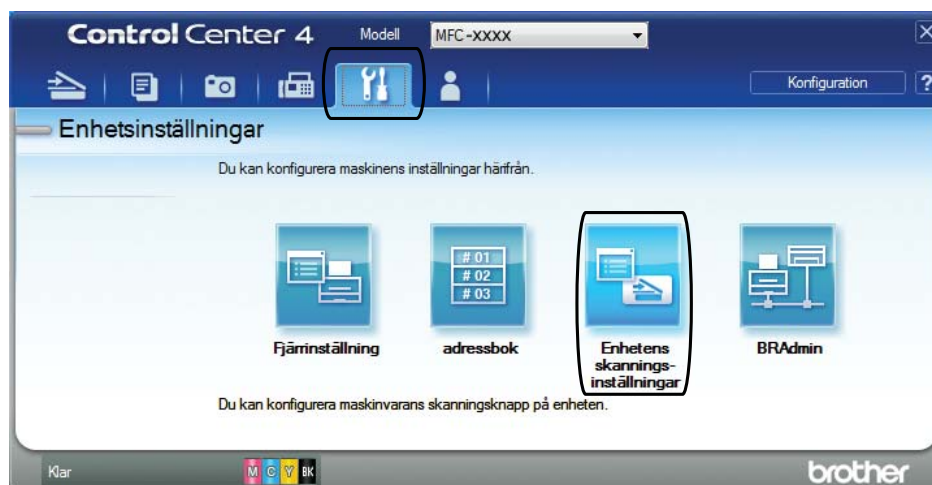 Control Center 4
Modell
MFC-XXXX
Konfiguration
?
Enhetsinställningar
Du kan konfigurera maskinens inställningar härifrån.
# 01
# 02
# 03
Fjärrinställning
adressbok
Enhetens
skannings-
inställningar
BRAdmin
Du kan konfigurera maskinvarans skanningsknapp på enheten.
Klar
M C Y BK
brother